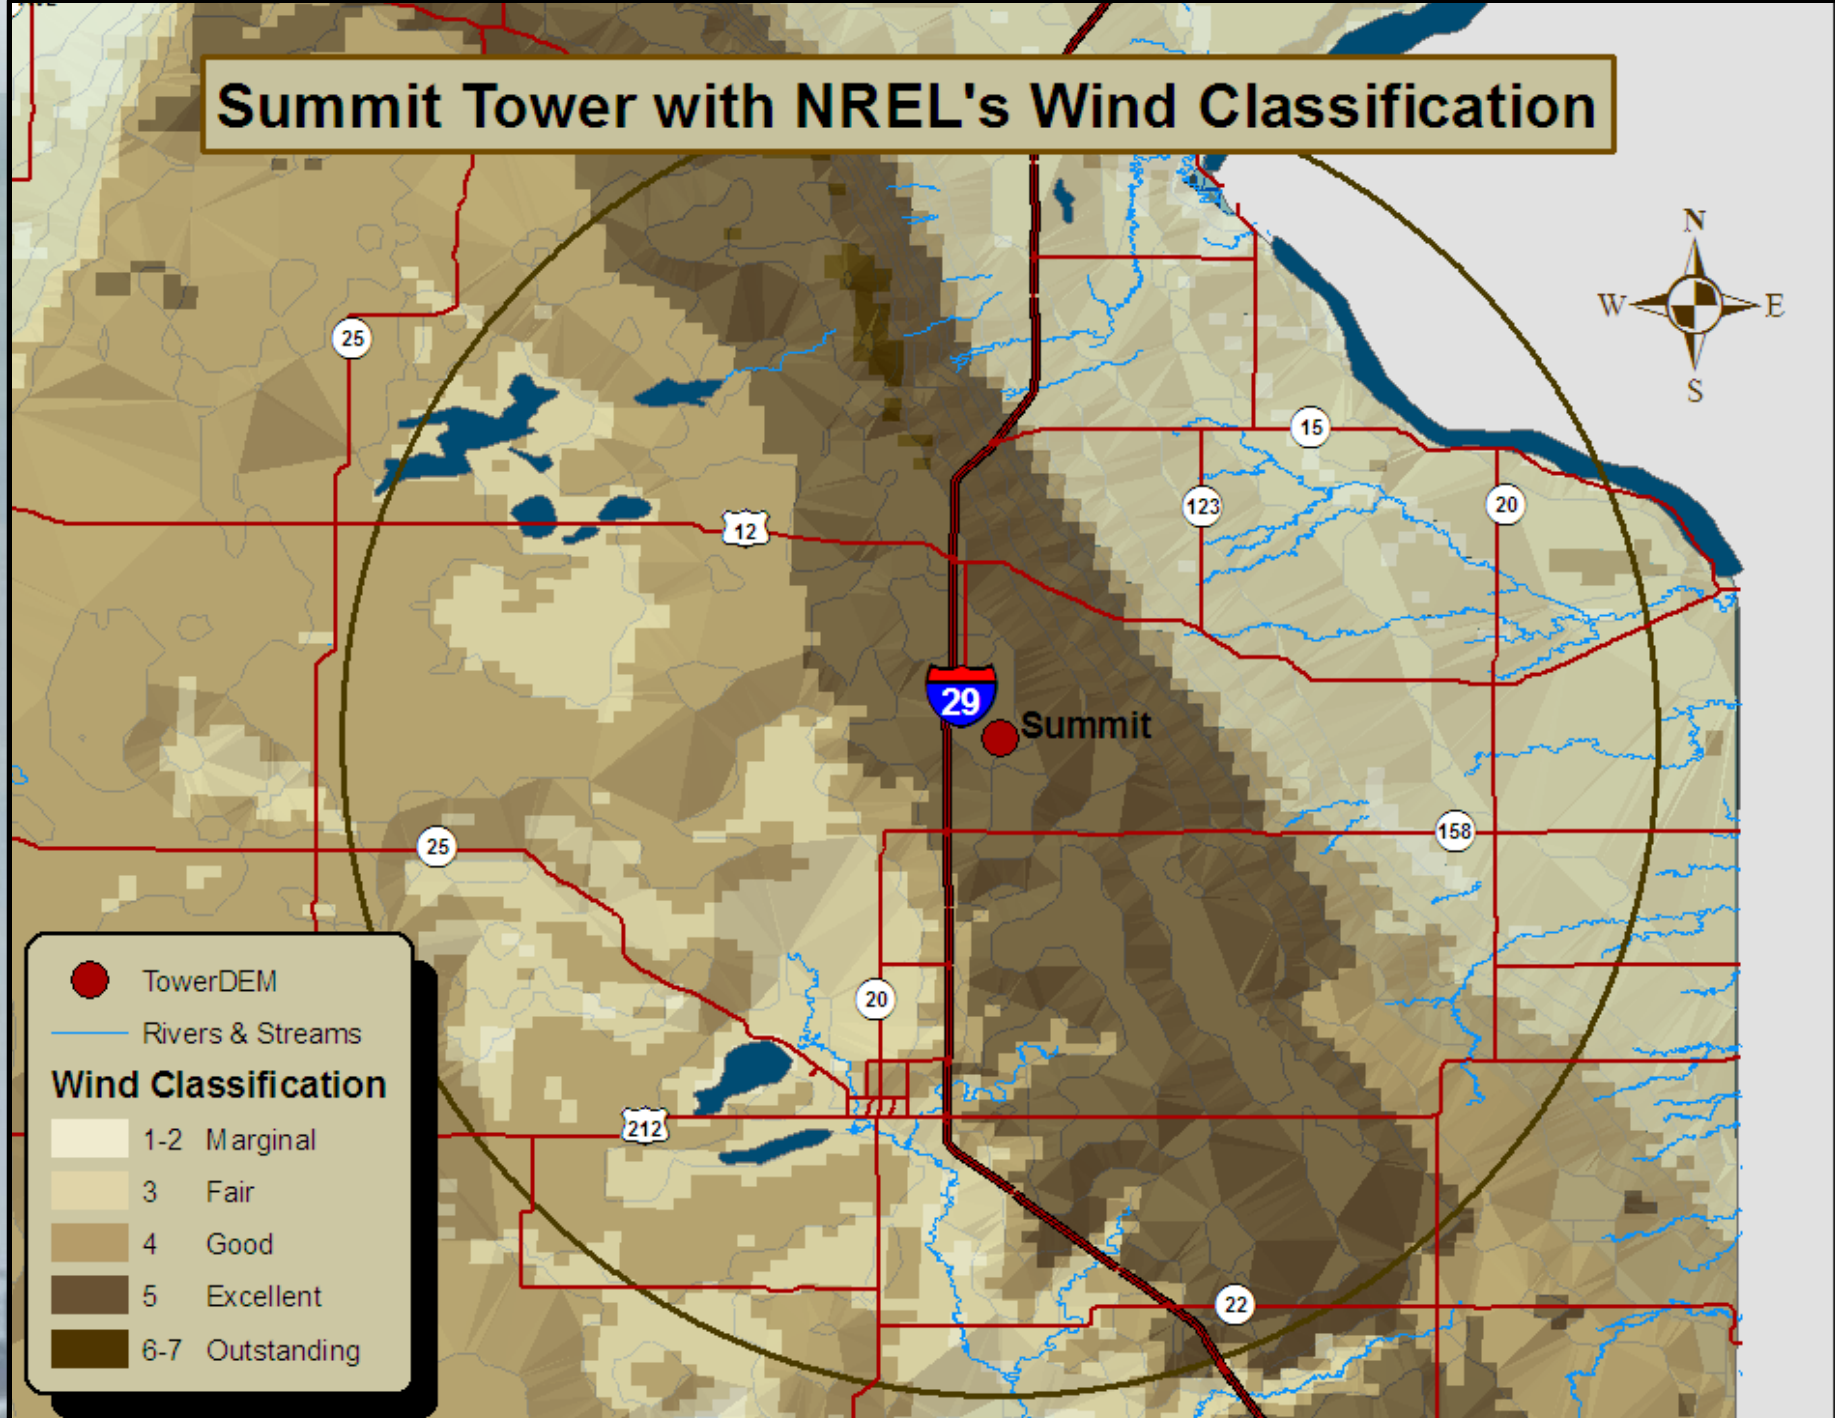 Summit Tower with NREL's Wind Classification
N
W E
S
25
15
12
123
20
29
Summit
25
158
20
212
22
TowerDEM
Rivers & Streams
Wind Classification
1-2 Marginal
3 Fair
4 Good
5 Excellent
6-7 Outstanding